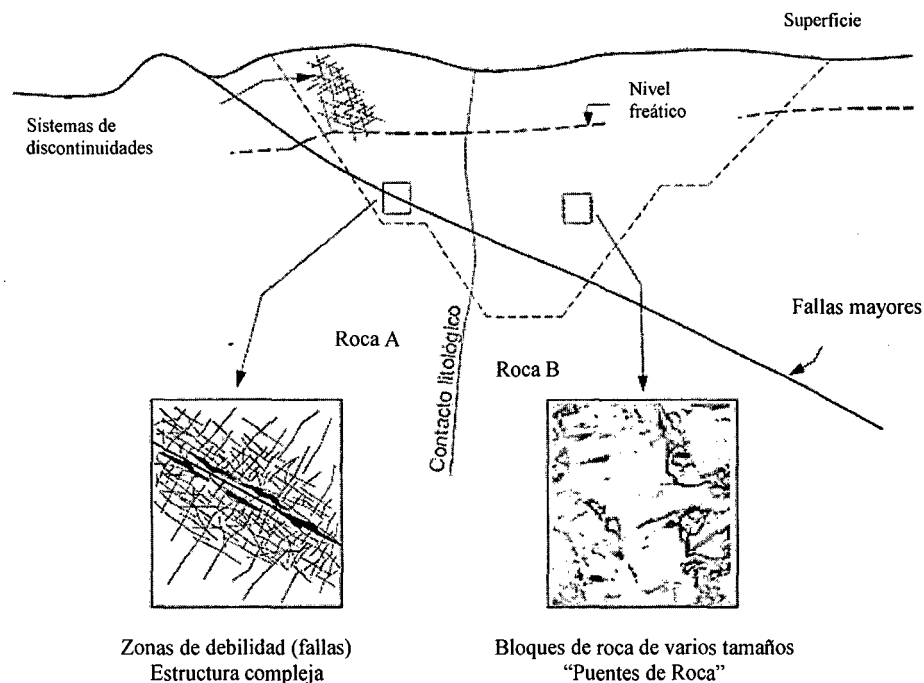 Superficie
Nivel
freático
Sistemas de
discontinuidades
Fallas mayores
Roca A
Roca B
Contacto litológico
Zonas de debilidad (fallas)
Estructura compleja
Bloques de roca de varios tamaños
“Puentes de Roca”